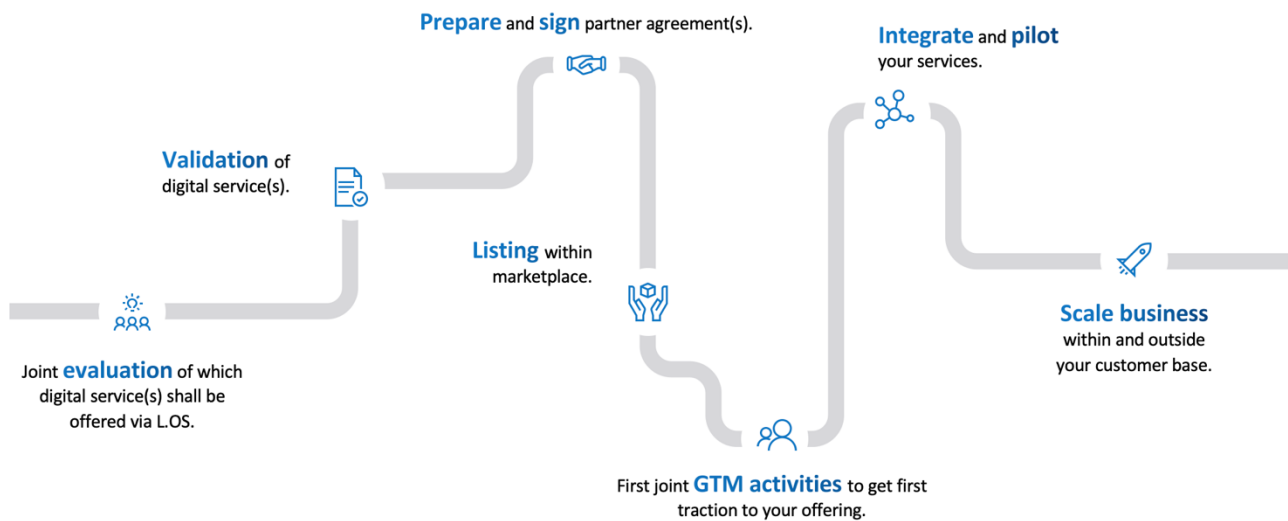 Joint evaluation of which
digital service(s) shall be
offered via L.OS.
Validation of
digital service(s).
Prepare and sign partner agreement(s).
Listing within
marketplace.
First joint GTM activities to get first
traction to your offering.
Integrate and pilot
your services.
Scale business
within and outside
your customer base.